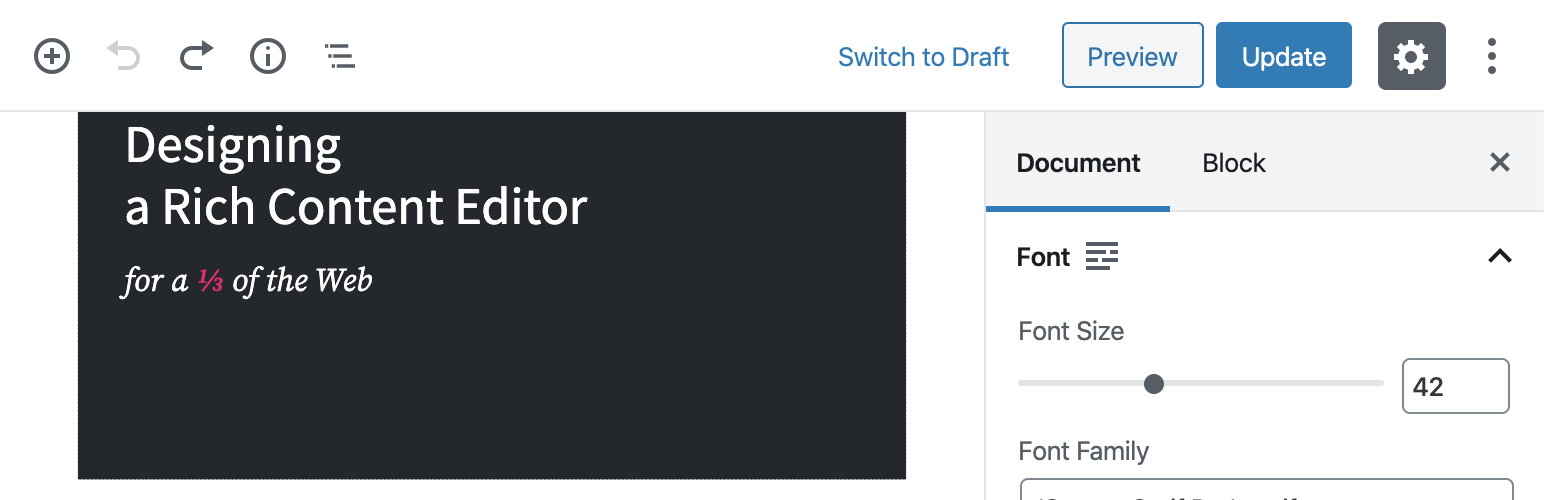 Switch to Draft
Preview
Update
Designing
a Rich Content Editor
for a ⅓ of the Web
Document
Block
Font
Font Size
42
Font Family